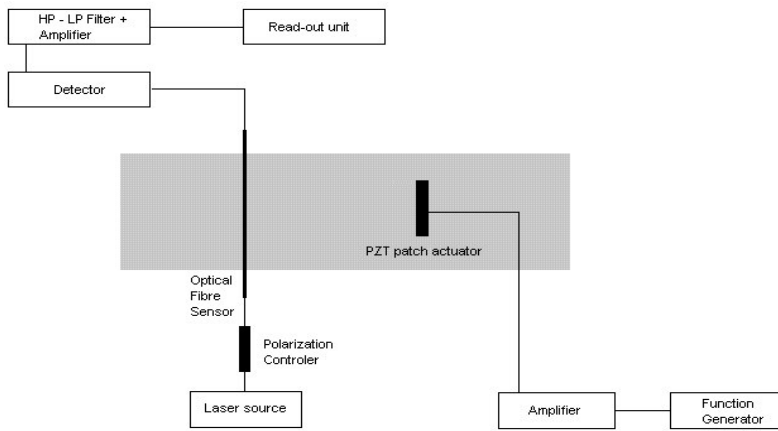 HP - LP Filter +
Amplifier
Read-out unit
Detector
PZT patch actuator
Optical
Fibre
Sensor
Polarization
Controler
Laser source
Amplifier
Function
Generator